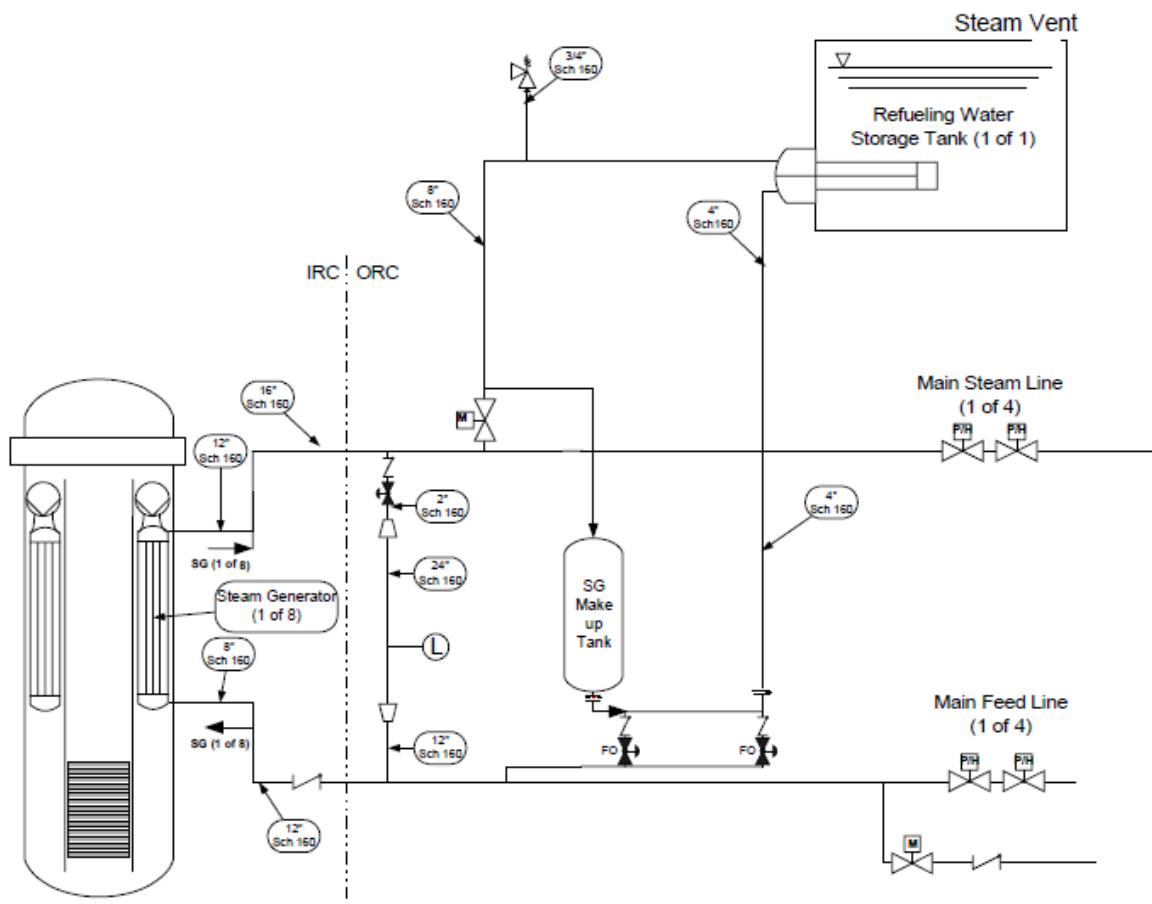 Steam Vent
3/4"
Sch 160
Refueling Water
Storage Tank (1 of 1)
8"
Sch 160
4"
Sch160
IRC
ORC
16"
Sch 160
M
Main Steam Line
(1 of 4)
P/H
P/H
12"
Sch 160
2"
Sch 160
4"
Sch 160
SG (1 of 8)
24"
Sch 160
SG
Make
up
Tank
Steam Generator
(1 of 8)
L
8"
Sch 160
Main Feed Line
(1 of 4)
SG (1 of 8)
12"
Sch 160
FO
FO
P/H
P/H
12"
Sch 160
M